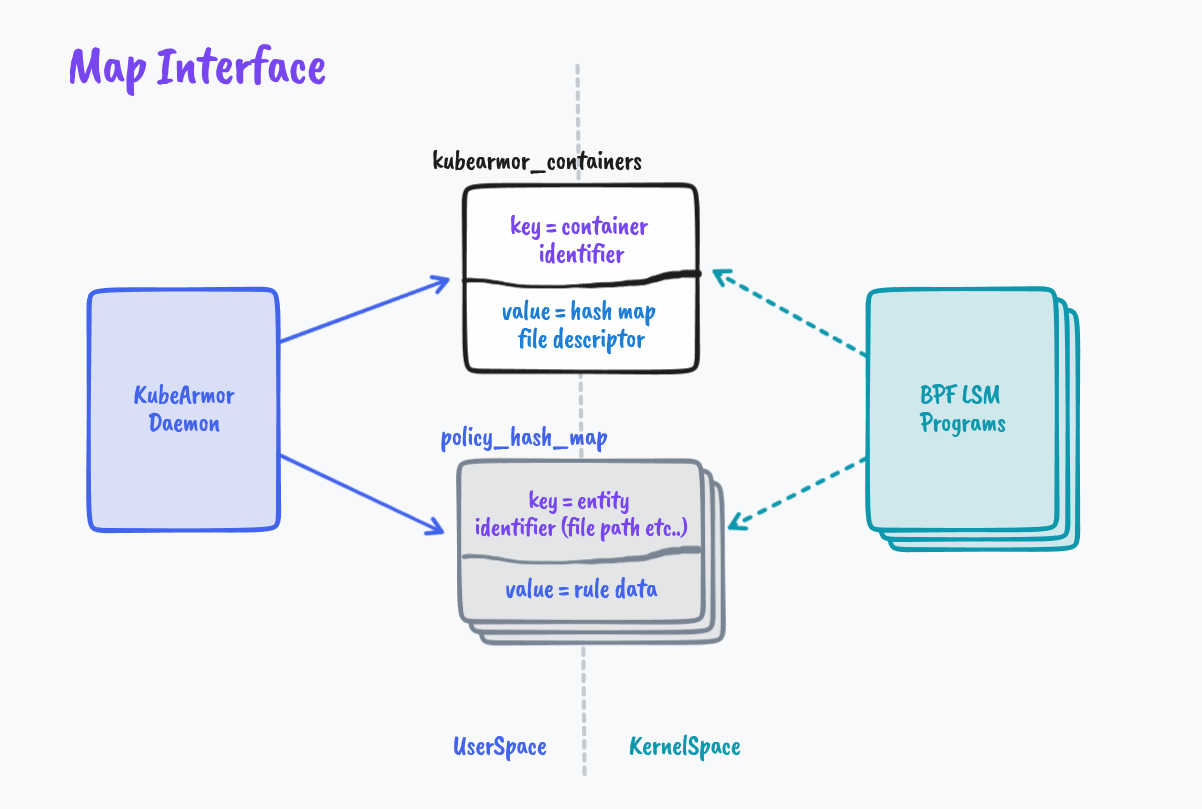 Map Interface
kubearmor_containers
key = container
identifier
value = hash map
file descriptor
KubeArmor
Daemon
BPF LSM
Programs
policy_hash_map
key = entity
identifier (file path etc..)
value = rule data
UserSpace
KernelSpace